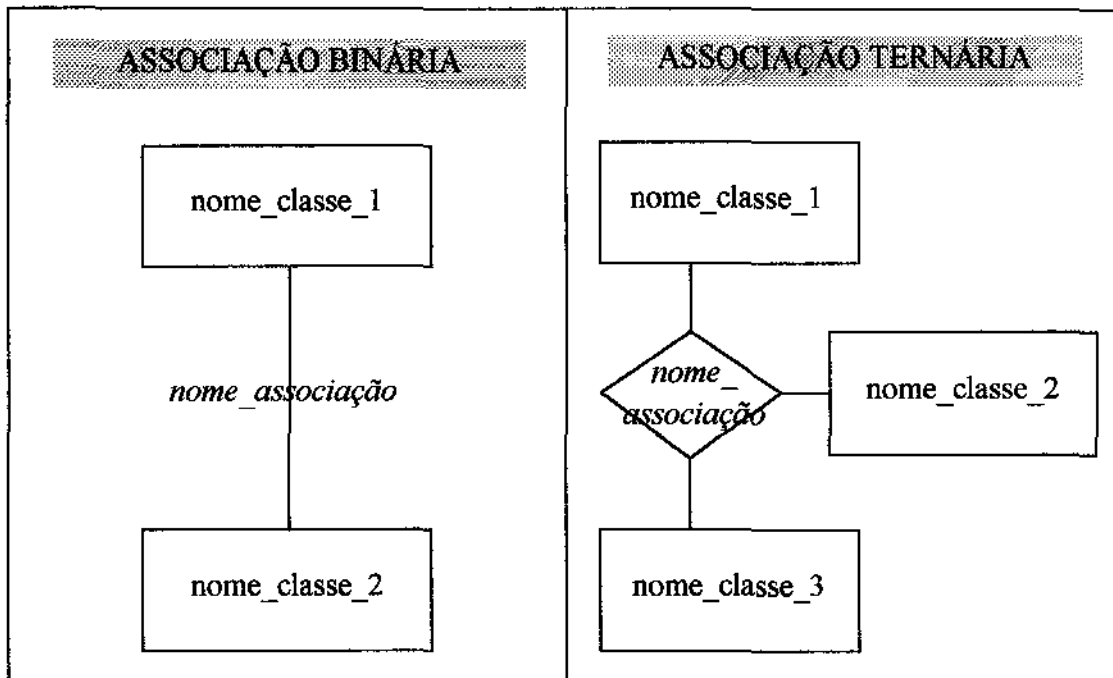 ASSOCIAÇÃO BINÁRIA
nome_classe_1
nome_associação
nome_classe_2
ASSOCIAÇÃO TERNÁRIA
nome_classe_1
nome_
associação
nome_classe_2
nome_classe_3